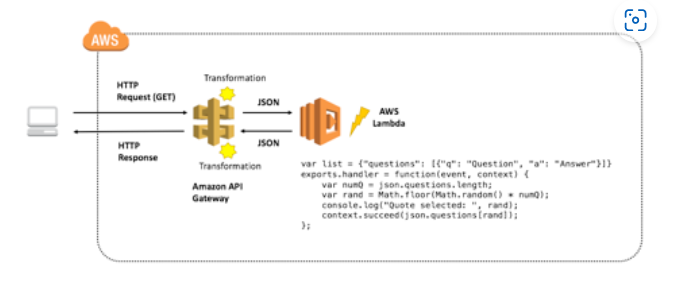 AWS
Transformation
HTTP
Request (GET)
JSON
AWS
Lambda
JSON
HTTP
Response
Transformation
Amazon API
Gateway
var list = {"questions": [{"q": "Question", "a": "Answer"}]}
exports.handler = function(event, context) {
var numQ = json.questions.length;
var rand = Math.floor(Math.random() * numQ);
console.log("Quote selected: ", rand);
context.succeed(json.questions[rand]);
};